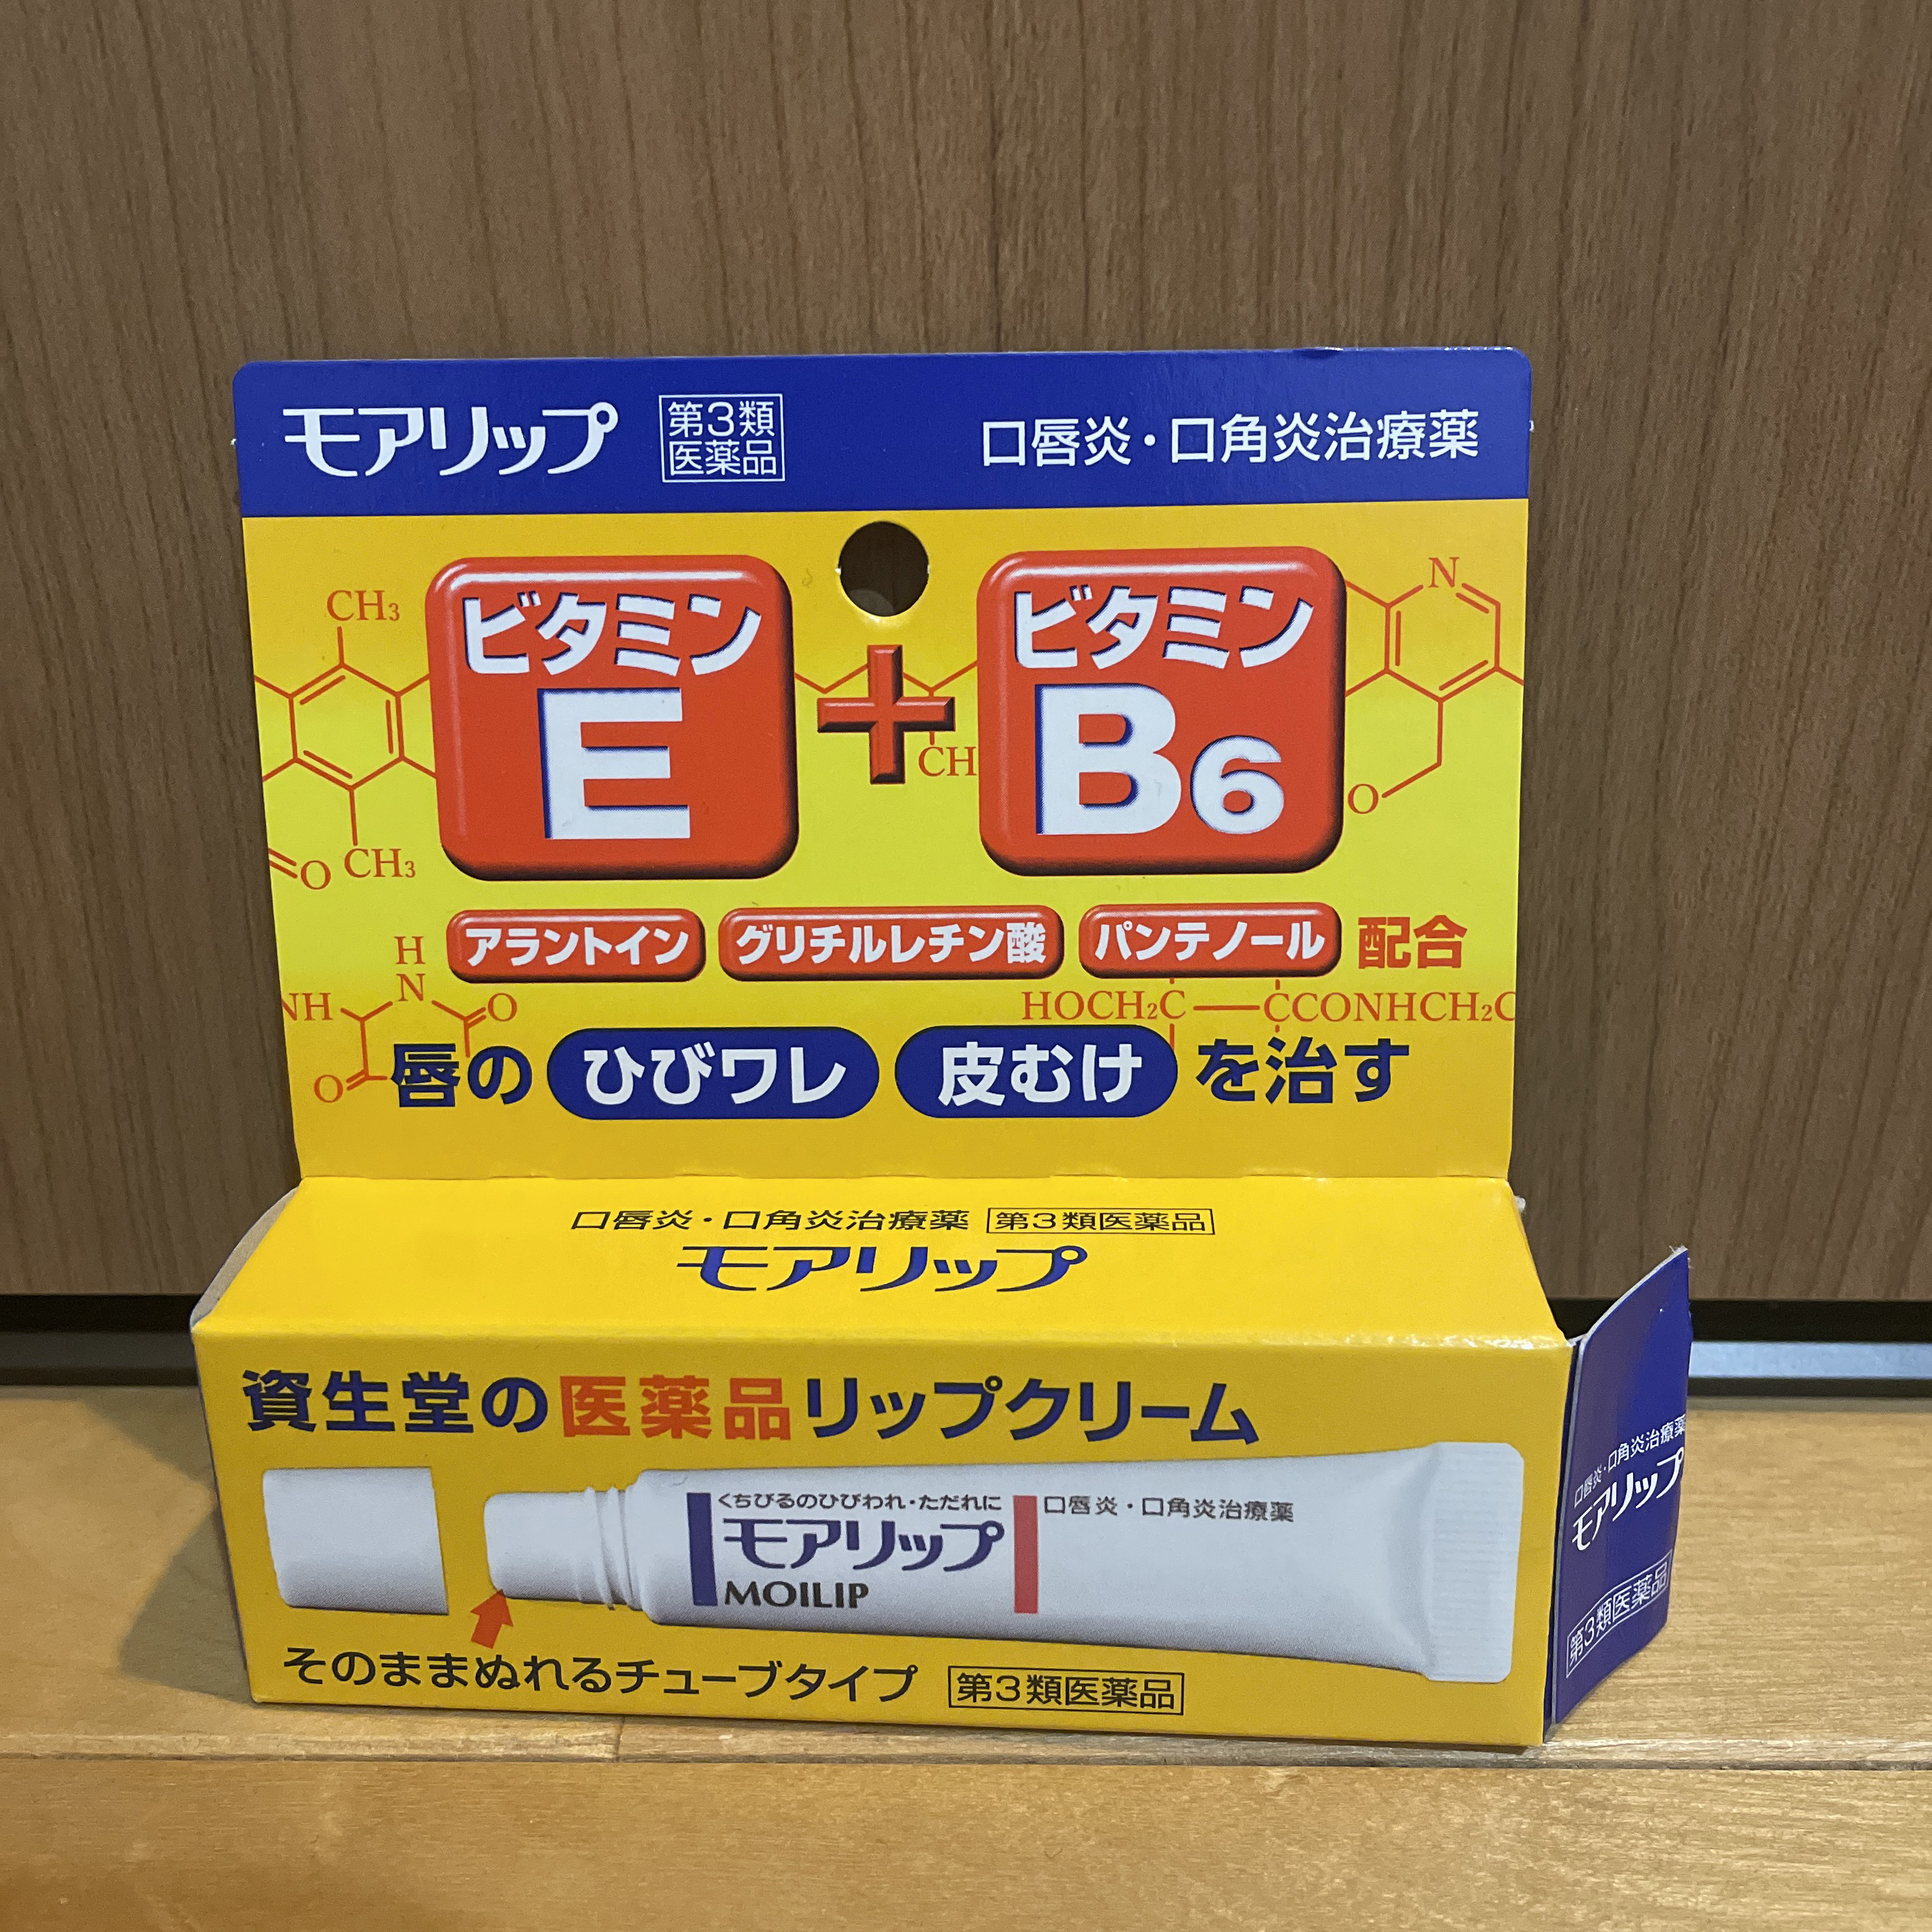 モアリップ
第3類
医薬品
口唇炎・口角炎治療薬
ビタミン
E
+
ビタミン
B6
CH3
CH3
O
CH
N
O
アラントイン グリチルレチン酸 パンテノール 配合
H
N
NH
O
O
HOCH2C—CCONHCH2C
唇の ひびワレ 皮むけ を治す
口唇炎・口角炎治療薬 第3類医薬品
モアリップ
資生堂の医薬品リップクリーム
くちびるのひびわれ・ただれに
モアリップ
MOILIP
口唇炎・口角炎治療薬
そのままぬれるチューブタイプ 第3類医薬品
口唇炎・口角炎治療薬
モアリップ
第3類医薬品